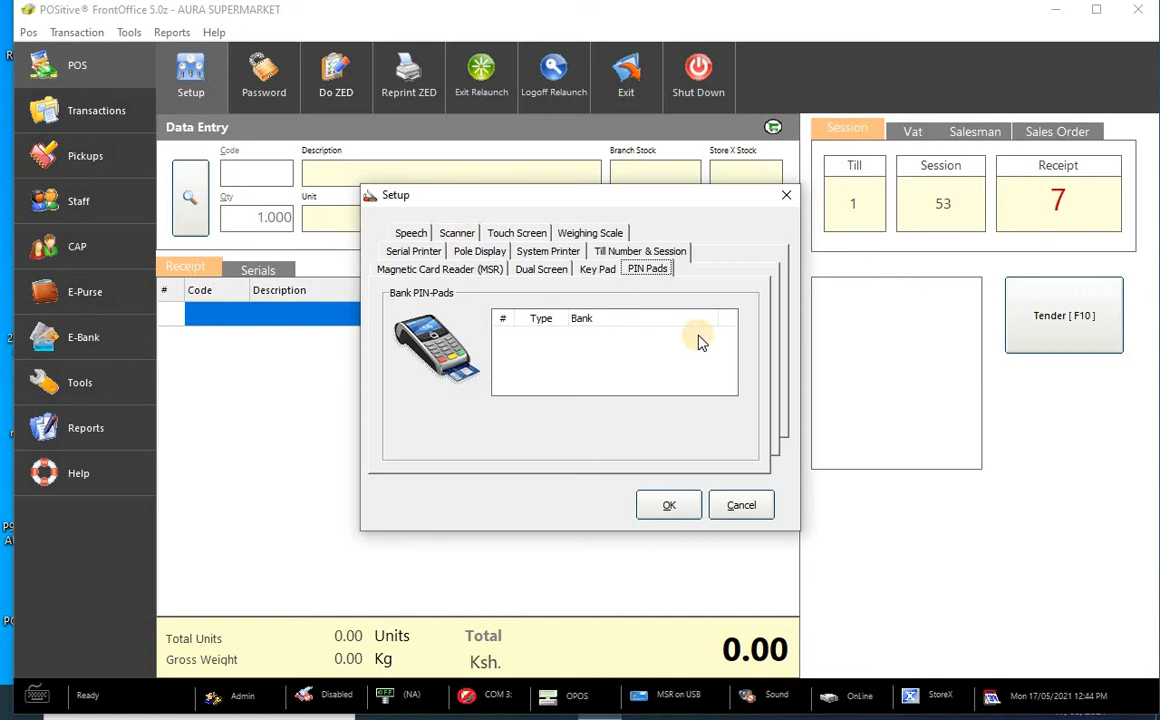 POSitive® FrontOffice 5.0z - AURA SUPERMARKET
Pos Transaction Tools Reports Help
POS
Transactions
Pickups
Staff
CAP
E-Purse
E-Bank
Tools
Reports
Help
Setup Password Do ZED Reprint ZED Exit Relaunch Logoff Relaunch Exit Shut Down
Data Entry
Code Description Branch Stock Store X Stock
Qty Unit
1.000
Session Vat Salesman Sales Order
Till Session Receipt
1 53 7
Receipt Serials
# Code Description
Setup
Speech Scanner Touch Screen Weighing Scale
Serial Printer Pole Display System Printer Till Number & Session
Magnetic Card Reader (MSR) Dual Screen Key Pad PIN Pads
Bank PIN-Pads
# Type Bank
OK Cancel
Tender [ F10 ]
Total Units 0.00 Units Total
Gross Weight 0.00 Kg Ksh. 0.00
Ready Admin Disabled OFF (NA) COM 3: OPOS MSR on USB Sound OnLine StoreX Mon 17/05/2021 12:44 PM